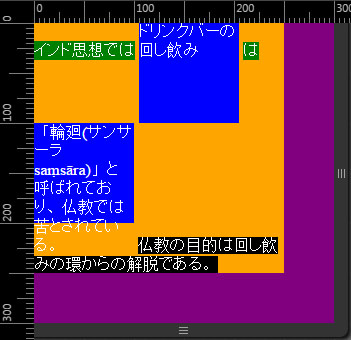 0 100 200 300
0
100
200
300
ドリンクバーの
インド思想では 回し飲み は
「輪廻(サンサ
ーラ
saṃsāra)」と
呼ばれてお
り、仏教では
苦とされてい
る。 仏教の目的は回し飲
みの環からの解脱である。